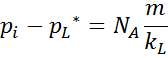 p_i − p_L* = N_A m/k_L